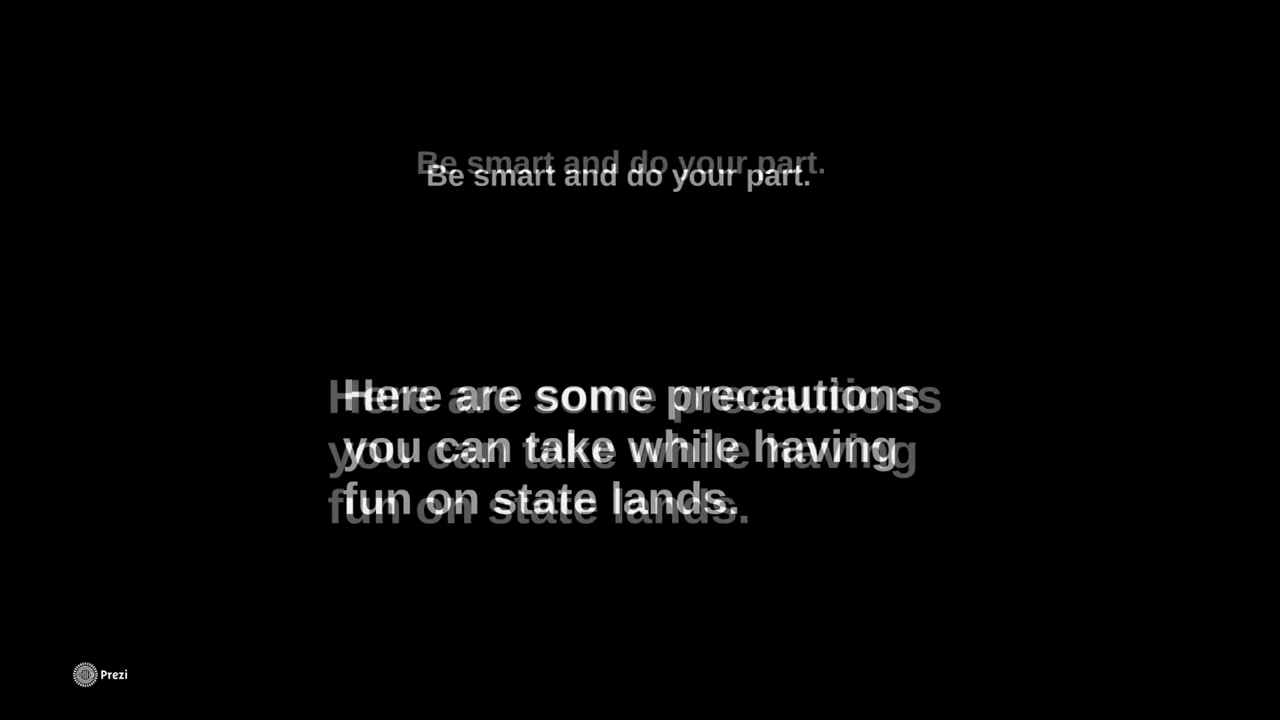 Be smart and do your part.
Here are some precautions
you can take while having
fun on state lands.
Prezi